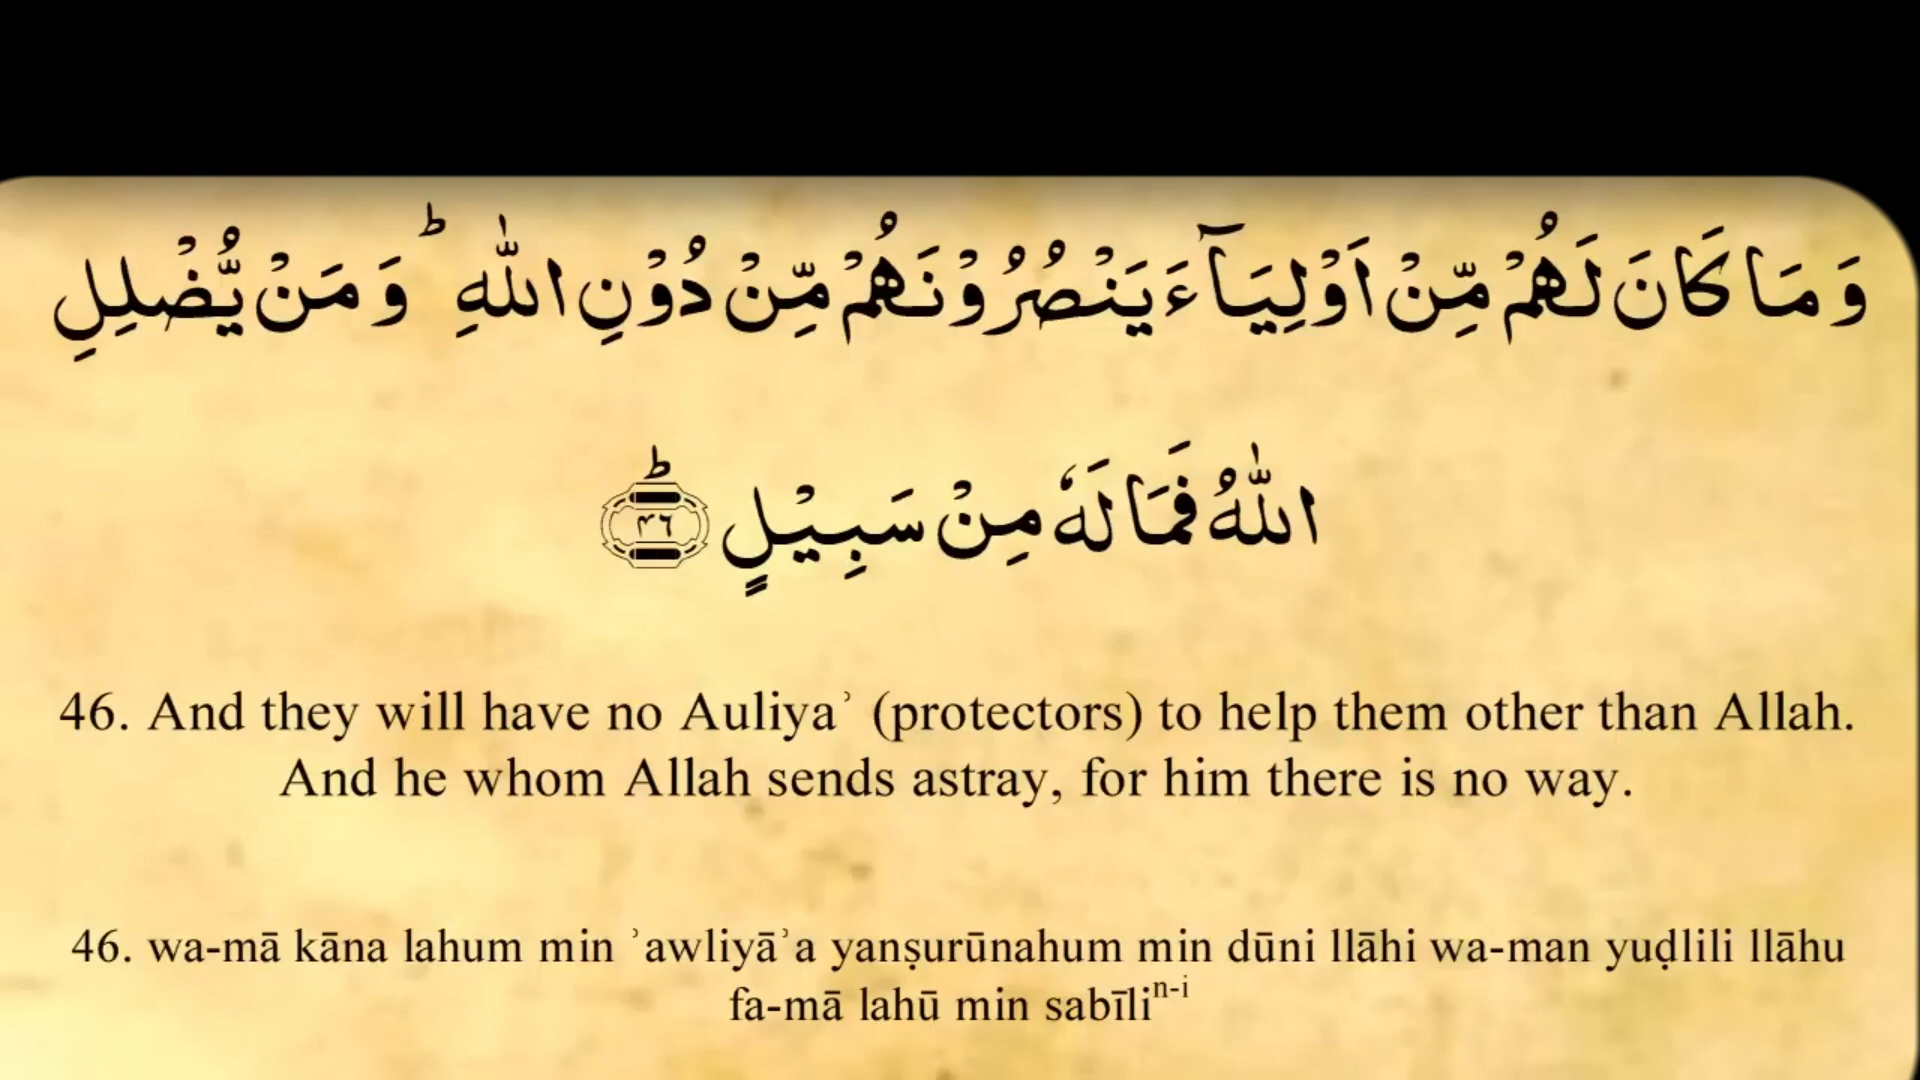 وَمَا كَانَ لَهُمْ مِّنْ اَوْلِيَآءَ يَنْصُرُوْنَهُمْ مِّنْ دُوْنِ اللّٰهِ ؕ وَمَنْ يُّضْلِلِ
اللّٰهُ فَمَا لَهٗ مِنْ سَبِيْلٍ ؕ ۴۶
46. And they will have no Auliyaʾ (protectors) to help them other than Allah.
And he whom Allah sends astray, for him there is no way.
46. wa-mā kāna lahum min ʾawliyāʾa yanṣurūnahum min dūni llāhi wa-man yuḍlili llāhu
fa-mā lahū min sabīliⁿ⁻ⁱ